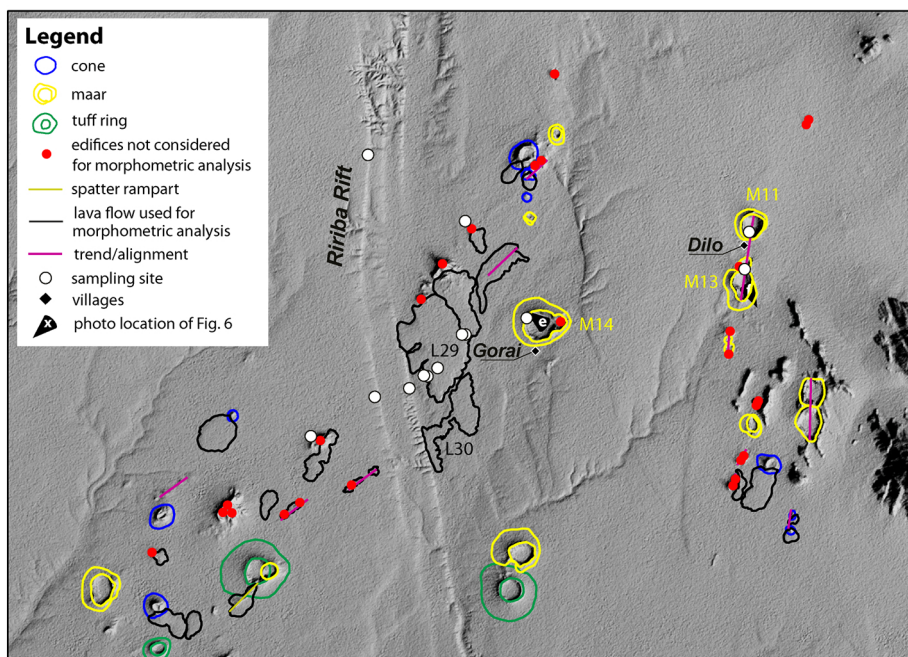 Legend
cone
maar
tuff ring
edifices not considered
for morphometric analysis
spatter rampart
lava flow used for
morphometric analysis
trend/alignment
sampling site
villages
x
photo location of Fig. 6
Ririba Rift
M11
Dilo
M13
e
M14
L29
Gorai
L30